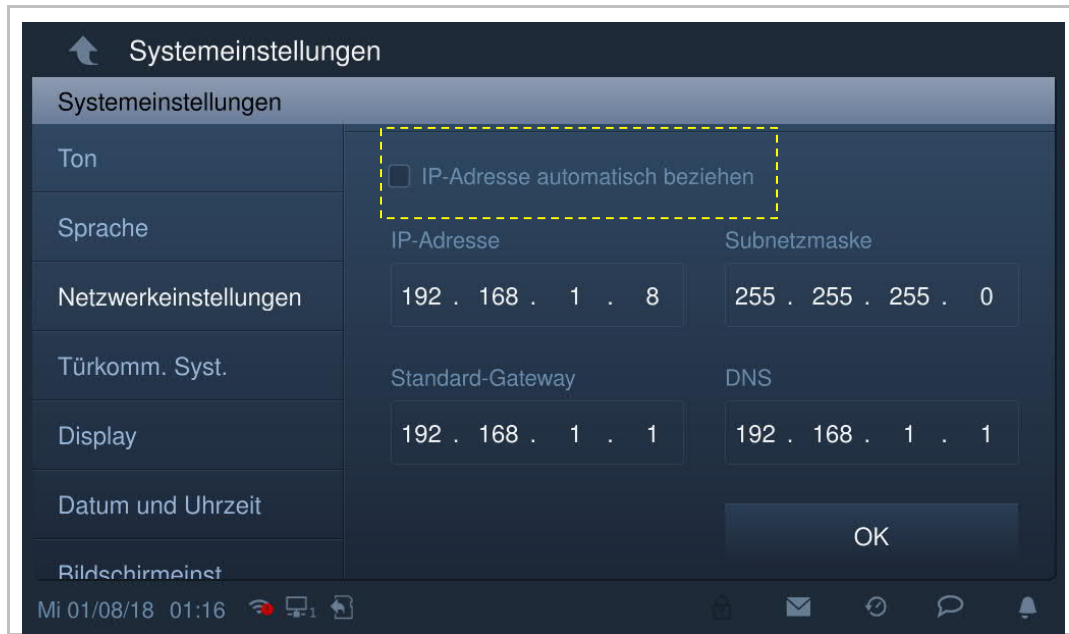 Systemeinstellungen
Systemeinstellungen
Ton
Sprache
Netzwerkeinstellungen
Türkomm. Syst.
Display
Datum und Uhrzeit
Bildschirmeinst
IP-Adresse automatisch beziehen
IP-Adresse
192 . 168 . 1 . 8
Subnetzmaske
255 . 255 . 255 . 0
Standard-Gateway
192 . 168 . 1 . 1
DNS
192 . 168 . 1 . 1
OK
Mi 01/08/18 01:16 1